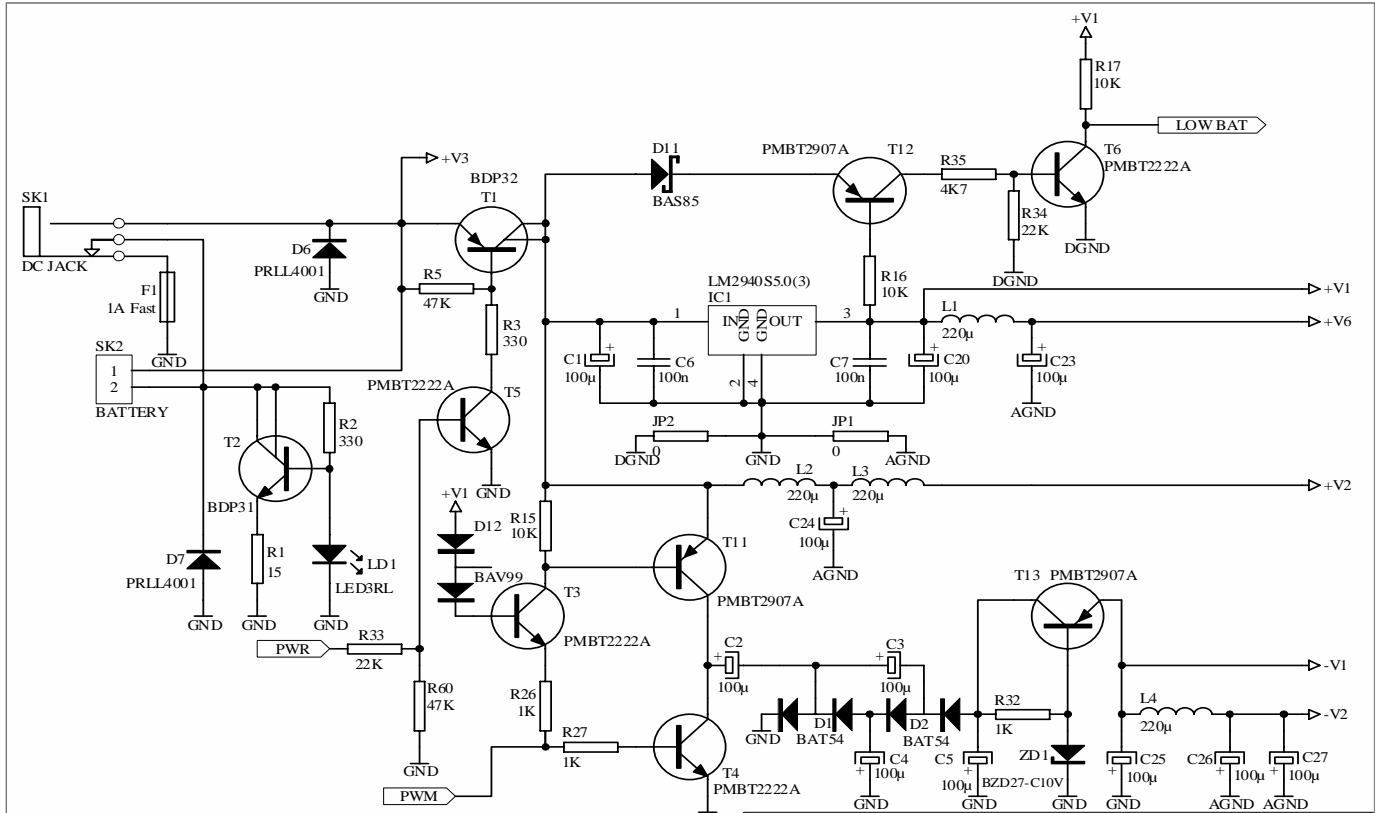 +V1
R17
10K
LOW BAT
D11
BAS85
PMBT2907A
T12
R35
4K7
T6
PMBT2222A
R34
22K
DGND
DGND
+V3
BDP32
T1
SK1
DC JACK
D6
PRLL4001
GND
F1
1A Fast
GND
R5
47K
R3
330
R16
10K
LM2940S5.0(3)
IC1
1
IN
GND
GND
OUT
3
2
4
+V1
L1
220µ
+V6
C1
+
100µ
C6
100n
C7
100n
+
C20
100µ
+
C23
100µ
AGND
SK2
1
2
BATTERY
PMBT2222A
T5
GND
R2
330
T2
BDP31
JP2
0
DGND
GND
JP1
0
AGND
L2
220µ
L3
220µ
+V2
C24
+
100µ
AGND
+V1
D12
BAV99
R15
10K
T3
PMBT2222A
T11
PMBT2907A
D7
PRLL4001
GND
R1
15
GND
LD1
LED3RL
GND
T13
PMBT2907A
PWR
R33
22K
R60
47K
GND
R26
1K
R27
1K
PWM
C2
+
100µ
C3
+
100µ
GND
D1
BAT54
D2
BAT54
C4
+
100µ
GND
C5
+
100µ
GND
R32
1K
ZD1
BZD27-C10V
GND
T4
PMBT2222A
-V1
L4
220µ
-V2
C25
+
100µ
GND
C26
+
100µ
AGND
C27
+
100µ
AGND